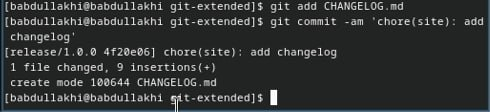 [babdullakhi@babdullakhi git-extended]$ git add CHANGELOG.md
[babdullakhi@babdullakhi git-extended]$ git commit -am 'chore(site): add
changelog'
[release/1.0.0 4f20e06] chore(site): add changelog
1 file changed, 9 insertions(+)
create mode 100644 CHANGELOG.md
[babdullakhi@babdullakhi git-extended]$